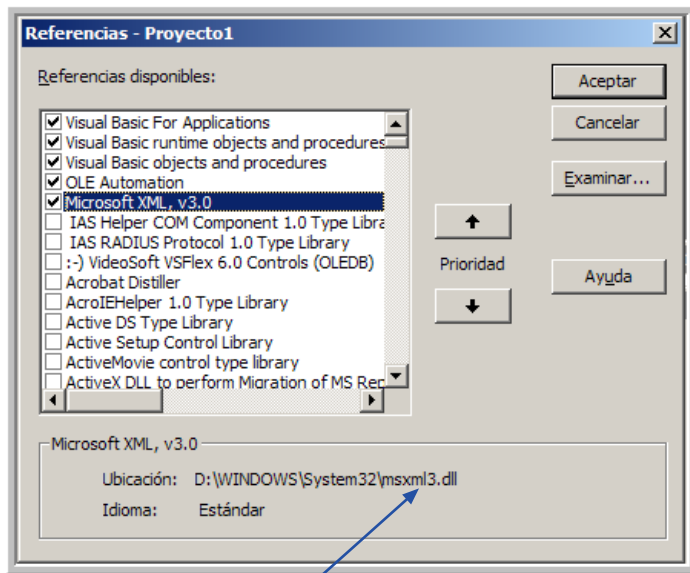 Referencias - Proyecto1
Referencias disponibles:
Visual Basic For Applications
Visual Basic runtime objects and procedures
Visual Basic objects and procedures
OLE Automation
Microsoft XML, v3.0
IAS Helper COM Component 1.0 Type Libra
IAS RADIUS Protocol 1.0 Type Library
:-) VideoSoft VSFlex 6.0 Controls (OLEDB)
Acrobat Distiller
AcroIEHelper 1.0 Type Library
Active DS Type Library
Active Setup Control Library
ActiveMovie control type library
ActiveX DLL to perform Migration of MS Rep
Prioridad
Aceptar
Cancelar
Examinar...
Ayuda
Microsoft XML, v3.0
Ubicación: D:\WINDOWS\System32\msxml3.dll
Idioma: Estándar